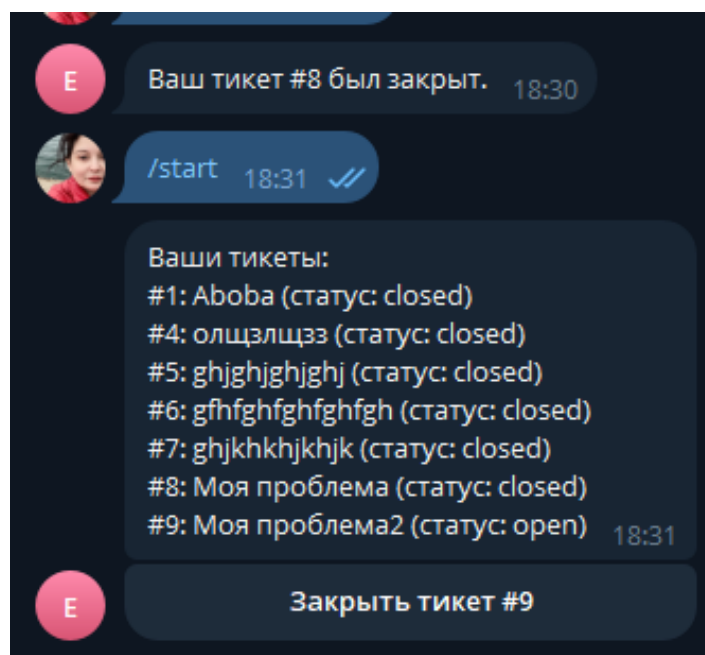 E
Ваш тикет #8 был закрыт. 18:30
/start 18:31
Ваши тикеты:
#1: Aboba (статус: closed)
#4: олщзлщзз (статус: closed)
#5: ghjghjghjghj (статус: closed)
#6: gfhfghfghfghfgh (статус: closed)
#7: ghjkhkhjkhjk (статус: closed)
#8: Моя проблема (статус: closed)
#9: Моя проблема2 (статус: open) 18:31
E
Закрыть тикет #9